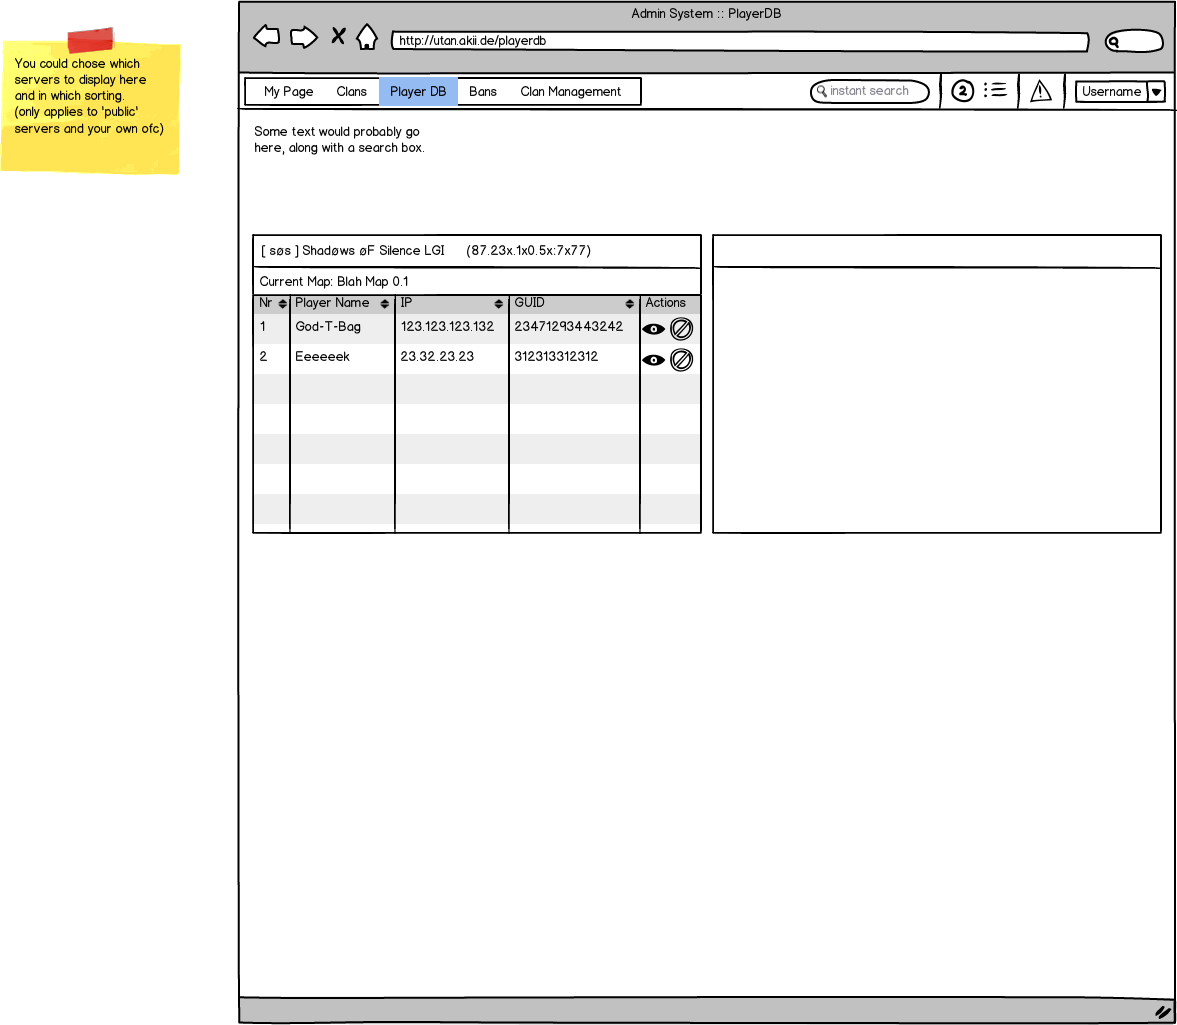 You could chose which
servers to display here
and in which sorting.
(only applies to 'public'
servers and your own ofc)
Admin System :: PlayerDB
http://utan.akii.de/playerdb
My Page Clans Player DB Bans Clan Management
instant search
2
Username
Some text would probably go
here, along with a search box.
[ søs ] Shadøws øF Silence LGI (87.23x.1x0.5x:7x77)
Current Map: Blah Map 0.1
Nr Player Name IP GUID Actions
1 God-T-Bag 123.123.123.132 23471293443242
2 Eeeeeek 23.32.23.23 312313312312